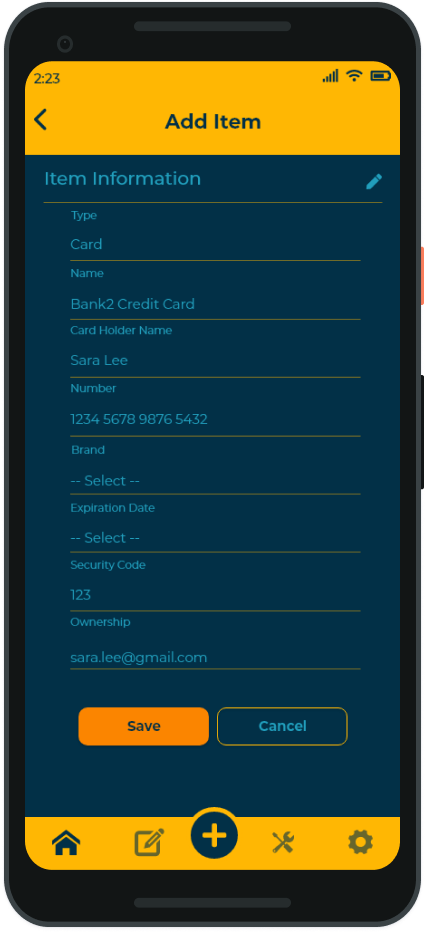 2:23
Add Item
Item Information
Type
Card
Name
Bank2 Credit Card
Card Holder Name
Sara Lee
Number
1234 5678 9876 5432
Brand
-- Select --
Expiration Date
-- Select --
Security Code
123
Ownership
sara.lee@gmail.com
Save Cancel